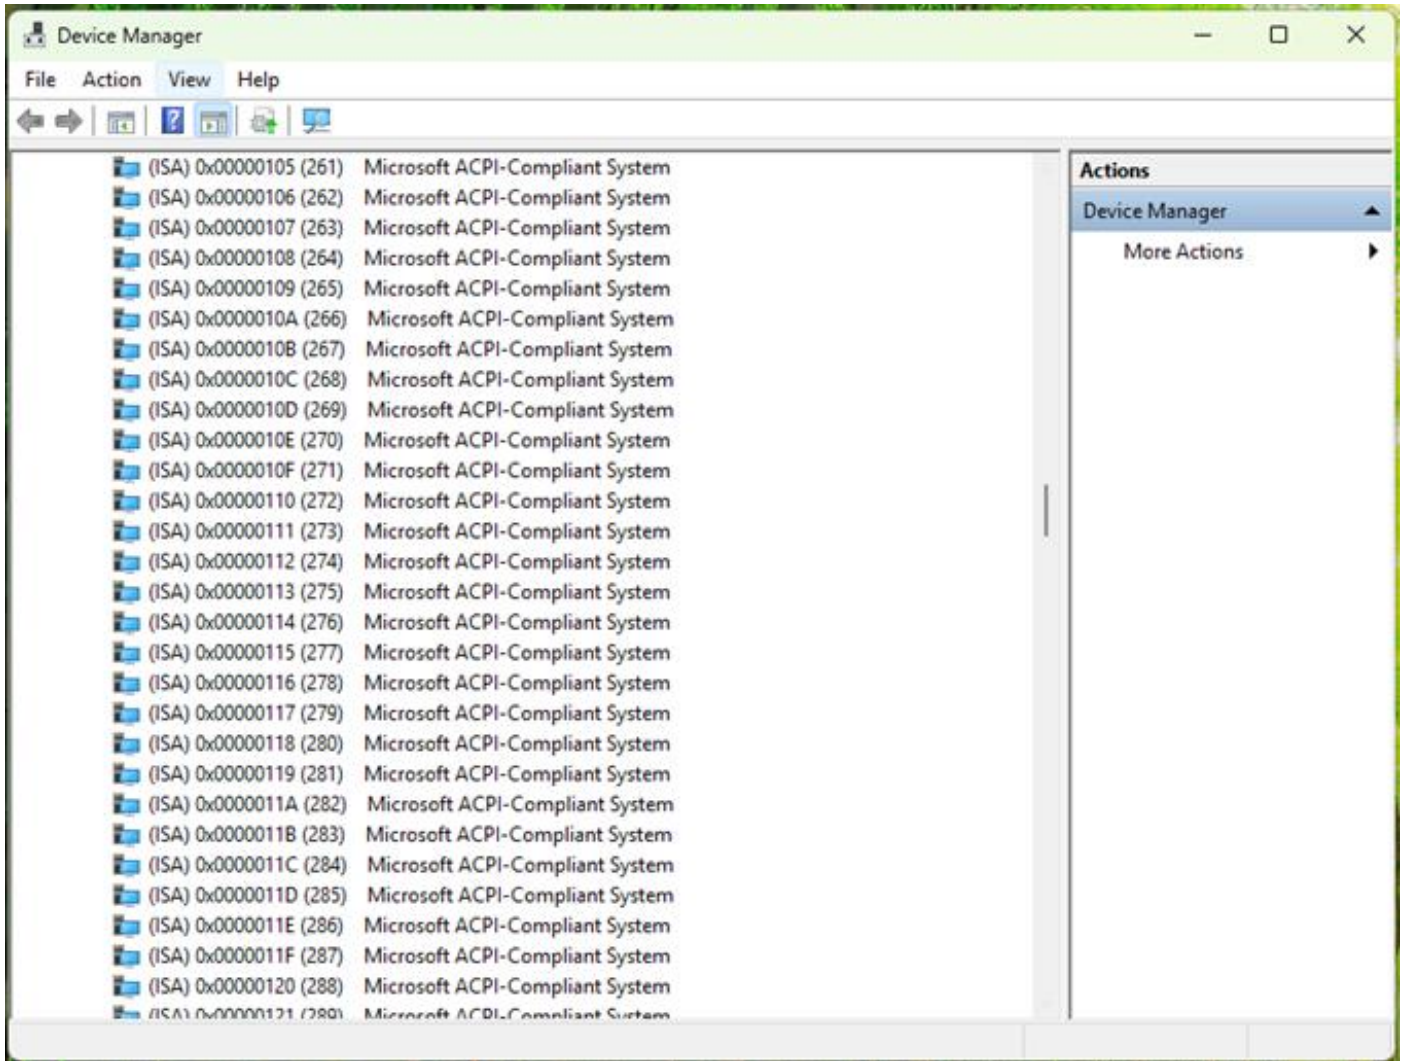 Device Manager
File Action View Help
(ISA) 0x00000105 (261) Microsoft ACPI-Compliant System
(ISA) 0x00000106 (262) Microsoft ACPI-Compliant System
(ISA) 0x00000107 (263) Microsoft ACPI-Compliant System
(ISA) 0x00000108 (264) Microsoft ACPI-Compliant System
(ISA) 0x00000109 (265) Microsoft ACPI-Compliant System
(ISA) 0x0000010A (266) Microsoft ACPI-Compliant System
(ISA) 0x0000010B (267) Microsoft ACPI-Compliant System
(ISA) 0x0000010C (268) Microsoft ACPI-Compliant System
(ISA) 0x0000010D (269) Microsoft ACPI-Compliant System
(ISA) 0x0000010E (270) Microsoft ACPI-Compliant System
(ISA) 0x0000010F (271) Microsoft ACPI-Compliant System
(ISA) 0x00000110 (272) Microsoft ACPI-Compliant System
(ISA) 0x00000111 (273) Microsoft ACPI-Compliant System
(ISA) 0x00000112 (274) Microsoft ACPI-Compliant System
(ISA) 0x00000113 (275) Microsoft ACPI-Compliant System
(ISA) 0x00000114 (276) Microsoft ACPI-Compliant System
(ISA) 0x00000115 (277) Microsoft ACPI-Compliant System
(ISA) 0x00000116 (278) Microsoft ACPI-Compliant System
(ISA) 0x00000117 (279) Microsoft ACPI-Compliant System
(ISA) 0x00000118 (280) Microsoft ACPI-Compliant System
(ISA) 0x00000119 (281) Microsoft ACPI-Compliant System
(ISA) 0x0000011A (282) Microsoft ACPI-Compliant System
(ISA) 0x0000011B (283) Microsoft ACPI-Compliant System
(ISA) 0x0000011C (284) Microsoft ACPI-Compliant System
(ISA) 0x0000011D (285) Microsoft ACPI-Compliant System
(ISA) 0x0000011E (286) Microsoft ACPI-Compliant System
(ISA) 0x0000011F (287) Microsoft ACPI-Compliant System
(ISA) 0x00000120 (288) Microsoft ACPI-Compliant System
(ISA) 0x00000121 (289) Microsoft ACPI-Compliant System
Actions
Device Manager
More Actions